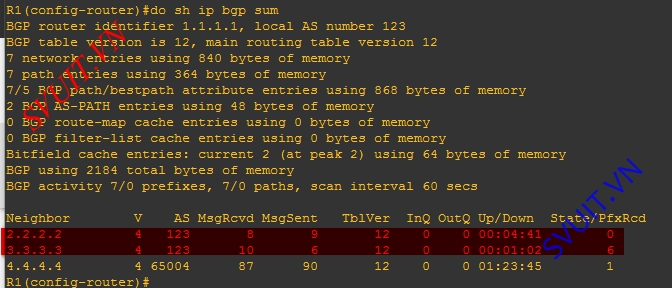 R1(config-router)#do sh ip bgp sum
BGP router identifier 1.1.1.1, local AS number 123
BGP table version is 12, main routing table version 12
7 network entries using 840 bytes of memory
7 path entries using 364 bytes of memory
7/5 BGP path/bestpath attribute entries using 868 bytes of memory
2 BGP AS-PATH entries using 48 bytes of memory
0 BGP route-map cache entries using 0 bytes of memory
0 BGP filter-list cache entries using 0 bytes of memory
Bitfield cache entries: current 2 (at peak 2) using 64 bytes of memory
BGP using 2184 total bytes of memory
BGP activity 7/0 prefixes, 7/0 paths, scan interval 60 secs
Neighbor V AS MsgRcvd MsgSent TblVer InQ OutQ Up/Down State/PfxRcd
2.2.2.2 4 123 8 9 12 0 0 00:04:41 0
3.3.3.3 4 123 10 6 12 0 0 00:01:02 6
4.4.4.4 4 65004 87 90 12 0 0 01:23:45 1
R1(config-router)#
SVUIT.VN
SVUIT.VN